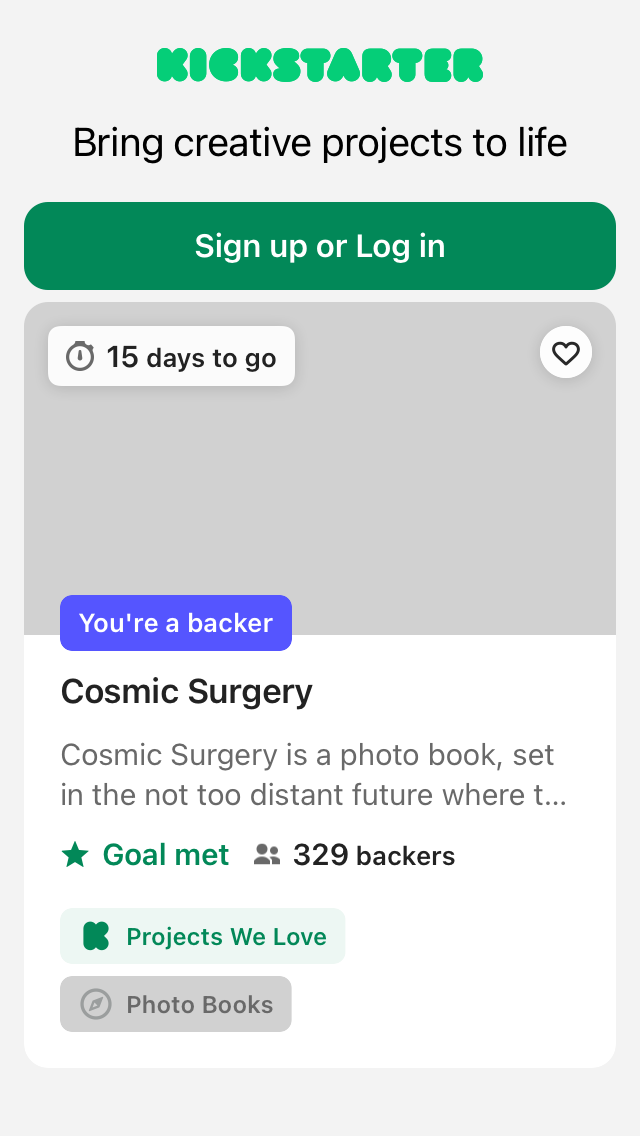 KICKSTARTER
Bring creative projects to life
Sign up or Log in
15 days to go
You're a backer
Cosmic Surgery
Cosmic Surgery is a photo book, set
in the not too distant future where t...
Goal met 329 backers
Projects We Love
Photo Books